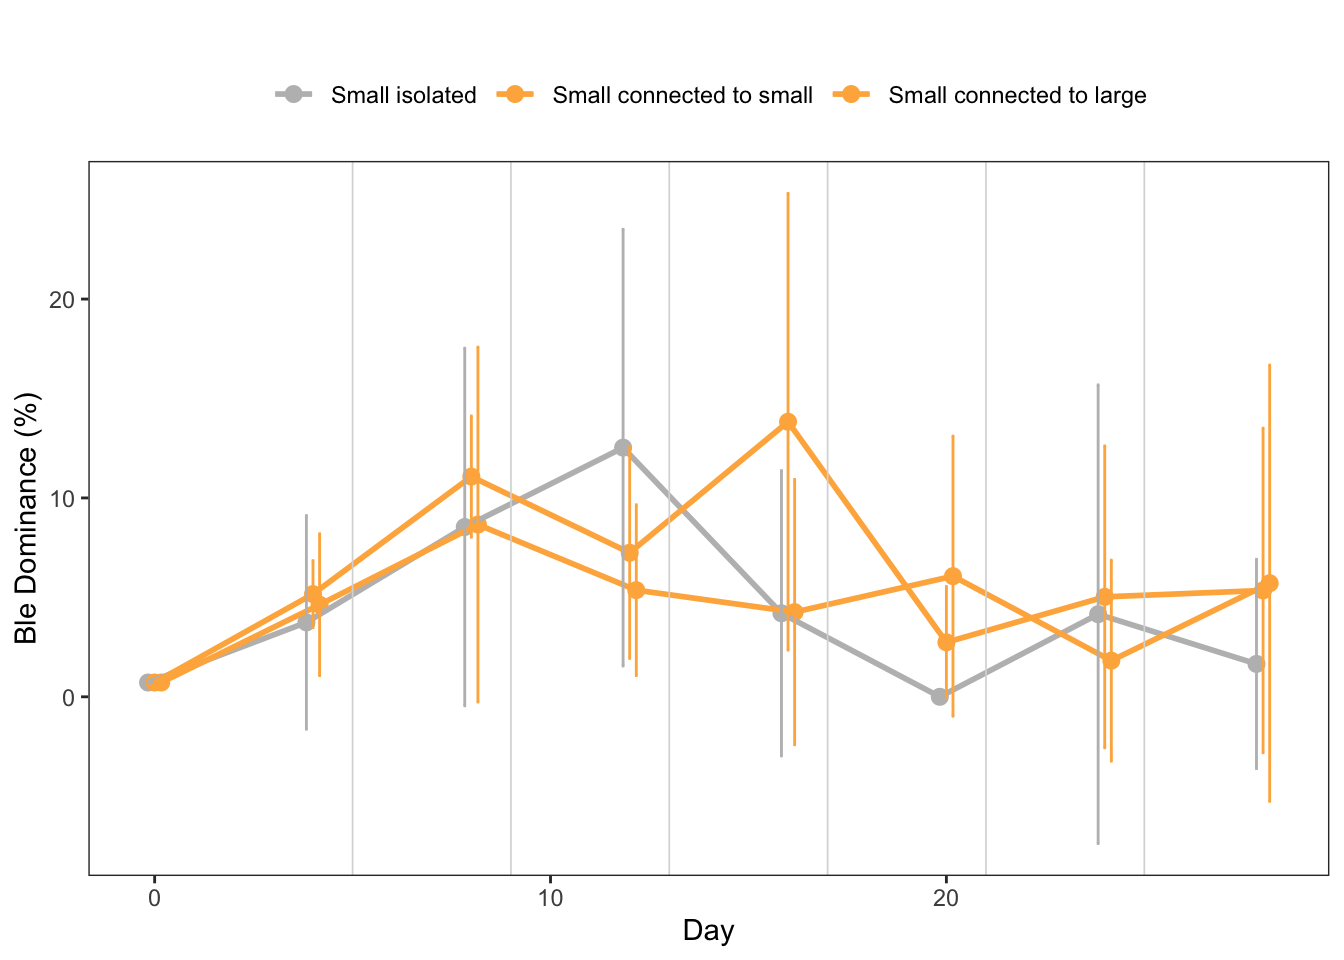 Small isolated Small connected to small Small connected to large
Ble Dominance (%)
20
10
0
0 10 20
Day